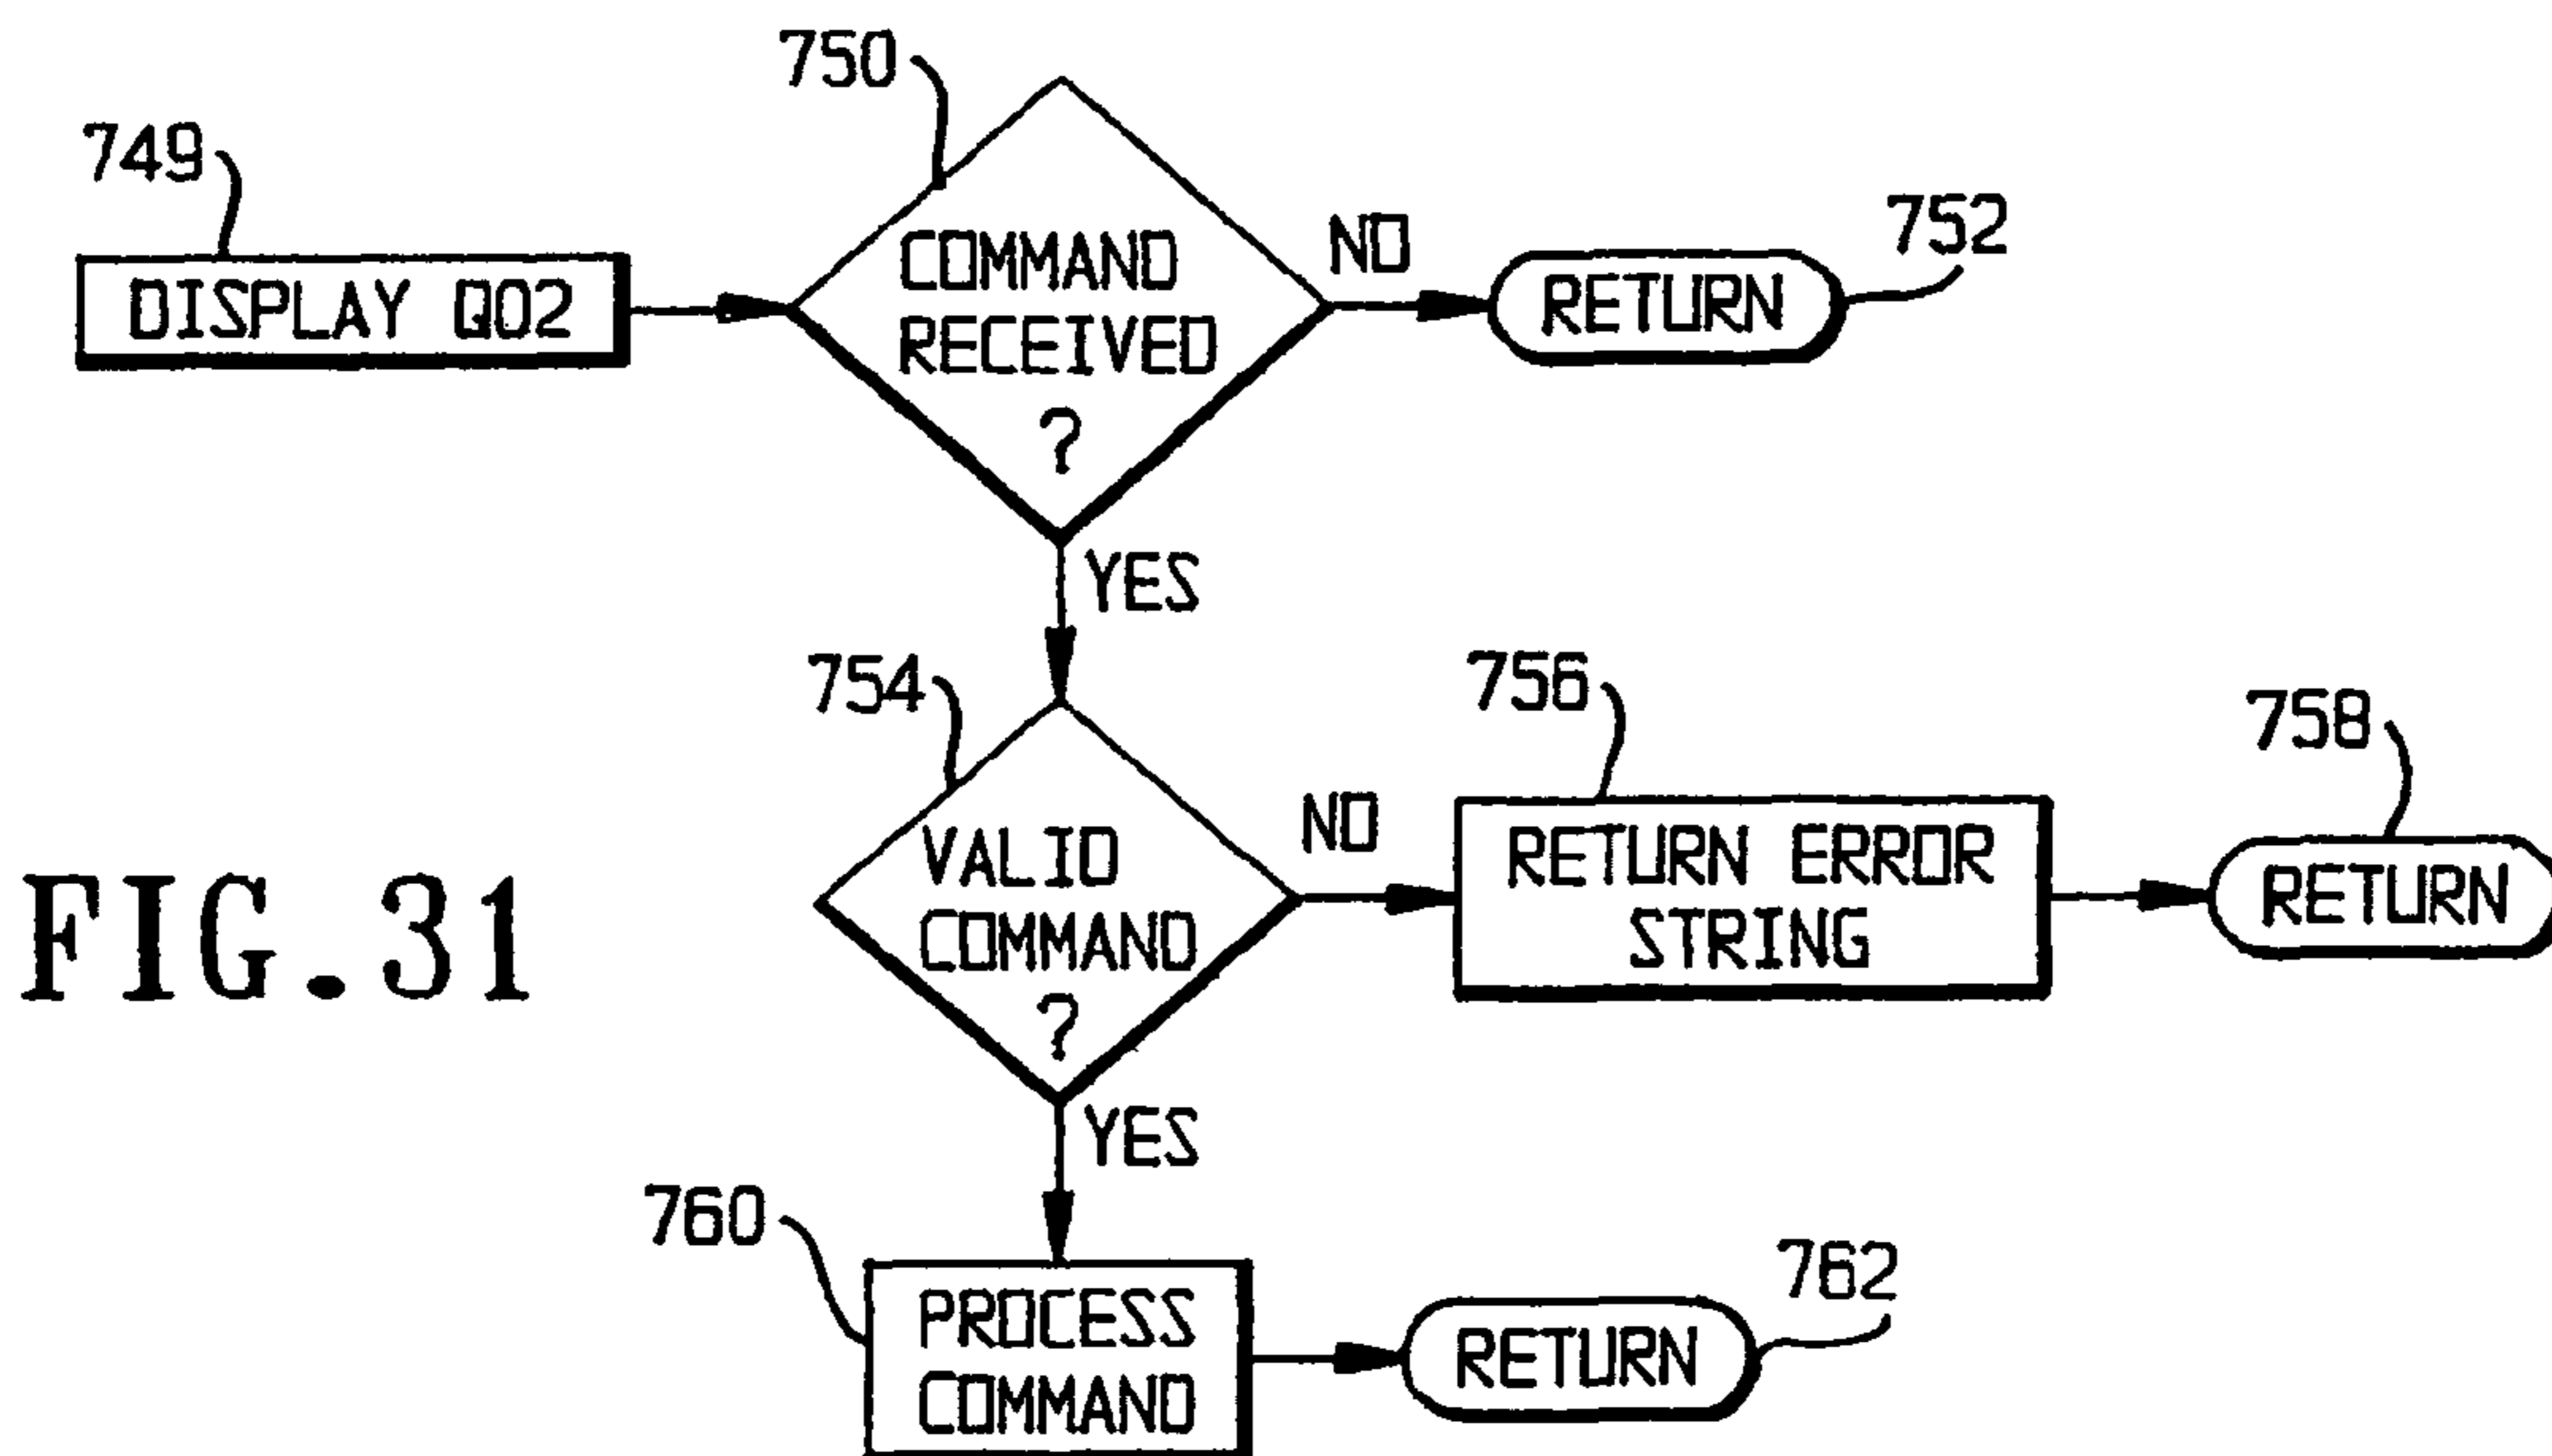 750
749
DISPLAY QO2
COMMAND
RECEIVED
?
NO
RETURN
752
YES
754
VALID
COMMAND
?
NO
756
RETURN ERROR
STRING
758
RETURN
FIG.31
YES
760
PROCESS
COMMAND
762
RETURN